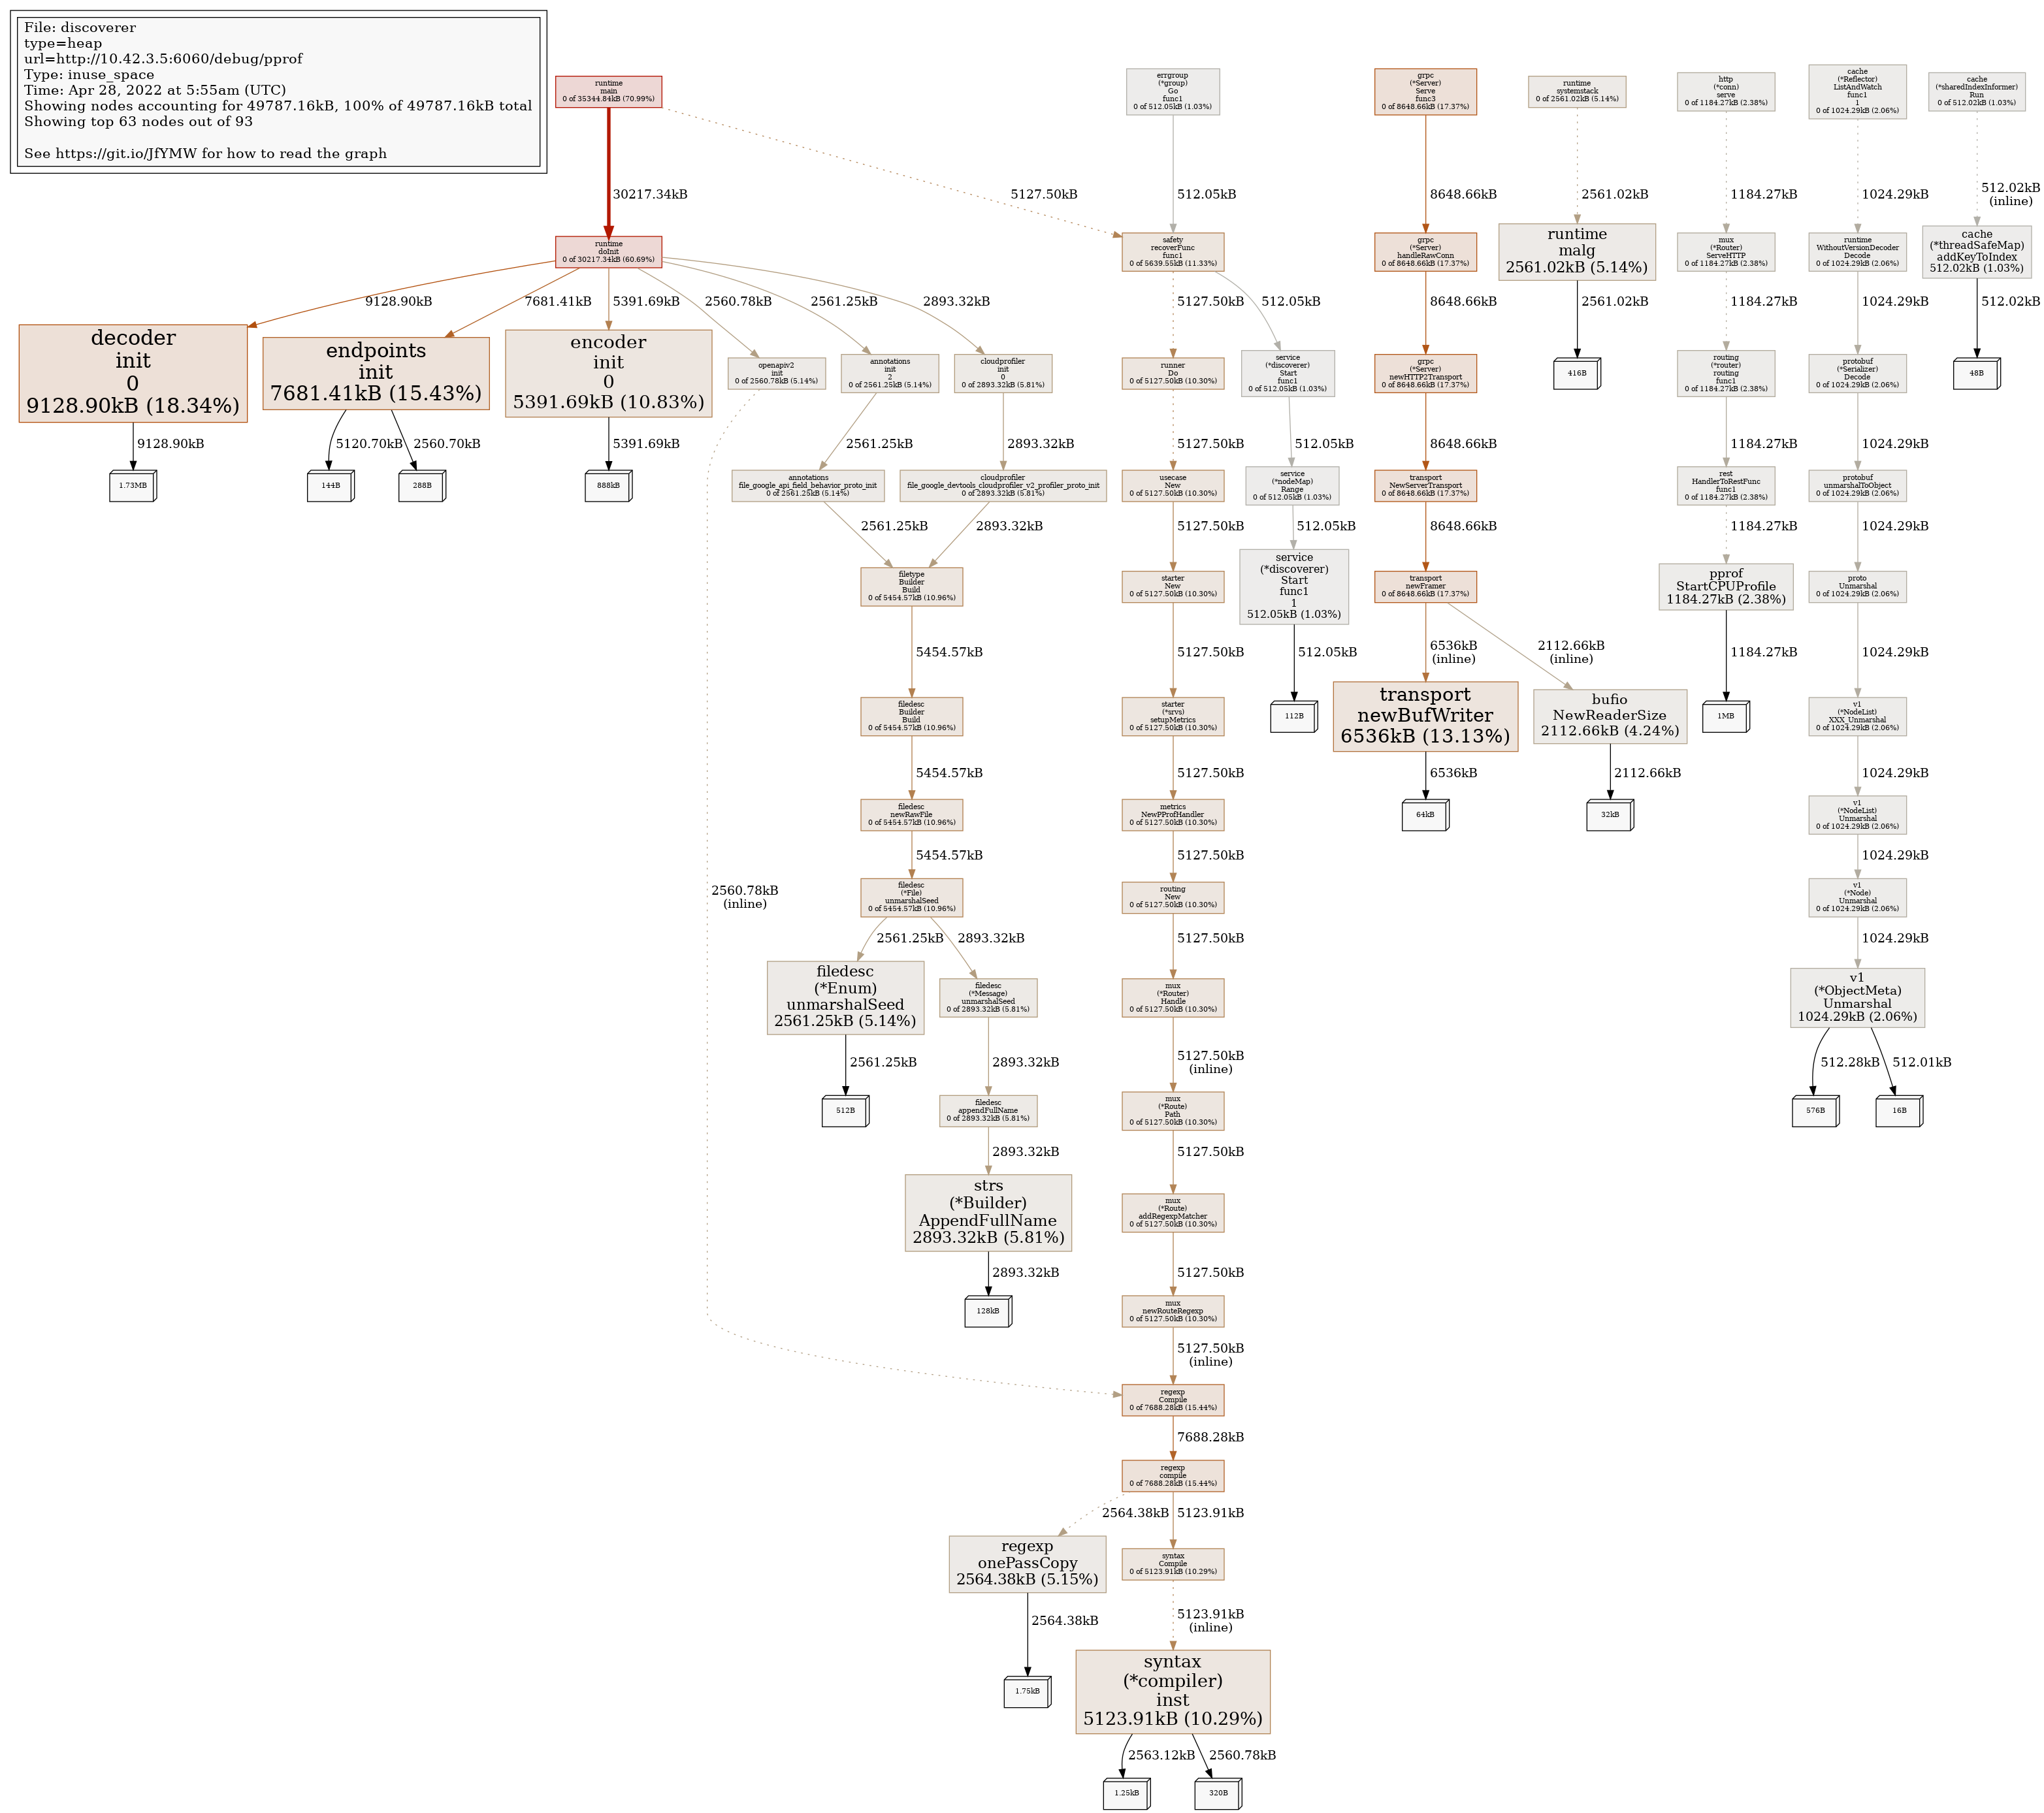 File: discoverer
type=heap
url=http://10.42.3.5:6060/debug/pprof
Type: inuse_space
Time: Apr 28, 2022 at 5:55am (UTC)
Showing nodes accounting for 49787.16kB, 100% of 49787.16kB total
Showing top 63 nodes out of 93
See https://git.io/JfYMW for how to read the graph
runtime
main
0 of 35344.84kB (70.99%)
errgroup
(*group)
Go
func1
0 of 512.05kB (1.03%)
grpc
(*Server)
Serve
func3
0 of 8648.66kB (17.37%)
runtime
systemstack
0 of 2561.02kB (5.14%)
http
(*conn)
serve
0 of 1184.27kB (2.38%)
cache
(*Reflector)
ListAndWatch
func1
1
0 of 1024.29kB (2.06%)
cache
(*sharedIndexInformer)
Run
0 of 512.02kB (1.03%)
30217.34kB
5127.50kB
512.05kB
8648.66kB
2561.02kB
1184.27kB
1024.29kB
512.02kB
(inline)
runtime
doInit
0 of 30217.34kB (60.69%)
safety
recoverFunc
func1
0 of 5639.55kB (11.33%)
grpc
(*Server)
handleRawConn
0 of 8648.66kB (17.37%)
runtime
malg
2561.02kB (5.14%)
mux
(*Router)
ServeHTTP
0 of 1184.27kB (2.38%)
runtime
WithoutVersionDecoder
Decode
0 of 1024.29kB (2.06%)
cache
(*threadSafeMap)
addKeyToIndex
512.02kB (1.03%)
9128.90kB
7681.41kB
5391.69kB
2560.78kB
2561.25kB
2893.32kB
5127.50kB
512.05kB
8648.66kB
2561.02kB
1184.27kB
1024.29kB
512.02kB
decoder
init
0
9128.90kB (18.34%)
endpoints
init
7681.41kB (15.43%)
encoder
init
0
5391.69kB (10.83%)
openapiv2
init
0 of 2560.78kB (5.14%)
annotations
init
2
0 of 2561.25kB (5.14%)
cloudprofiler
init
0
0 of 2893.32kB (5.81%)
runner
Do
0 of 5127.50kB (10.30%)
service
(*discoverer)
Start
func1
0 of 512.05kB (1.03%)
grpc
(*Server)
newHTTP2Transport
0 of 8648.66kB (17.37%)
416B
routing
(*router)
routing
func1
0 of 1184.27kB (2.38%)
protobuf
(*Serializer)
Decode
0 of 1024.29kB (2.06%)
48B
9128.90kB
5120.70kB
2560.70kB
5391.69kB
2561.25kB
2893.32kB
5127.50kB
512.05kB
8648.66kB
1184.27kB
1024.29kB
1.73MB
144B
288B
888kB
annotations
file_google_api_field_behavior_proto_init
0 of 2561.25kB (5.14%)
cloudprofiler
file_google_devtools_cloudprofiler_v2_profiler_proto_init
0 of 2893.32kB (5.81%)
usecase
New
0 of 5127.50kB (10.30%)
service
(*nodeMap)
Range
0 of 512.05kB (1.03%)
transport
NewServerTransport
0 of 8648.66kB (17.37%)
rest
HandlerToRestFunc
func1
0 of 1184.27kB (2.38%)
protobuf
unmarshalToObject
0 of 1024.29kB (2.06%)
2561.25kB
2893.32kB
5127.50kB
512.05kB
8648.66kB
1184.27kB
1024.29kB
filetype
Builder
Build
0 of 5454.57kB (10.96%)
starter
New
0 of 5127.50kB (10.30%)
service
(*discoverer)
Start
func1
1
512.05kB (1.03%)
transport
newFramer
0 of 8648.66kB (17.37%)
pprof
StartCPUProfile
1184.27kB (2.38%)
proto
Unmarshal
0 of 1024.29kB (2.06%)
5454.57kB
5127.50kB
512.05kB
6536kB
(inline)
2112.66kB
(inline)
1184.27kB
1024.29kB
filedesc
Builder
Build
0 of 5454.57kB (10.96%)
starter
(*srvs)
setupMetrics
0 of 5127.50kB (10.30%)
112B
transport
newBufWriter
6536kB (13.13%)
bufio
NewReaderSize
2112.66kB (4.24%)
1MB
v1
(*NodeList)
XXX_Unmarshal
0 of 1024.29kB (2.06%)
5454.57kB
5127.50kB
6536kB
2112.66kB
1024.29kB
filedesc
newRawFile
0 of 5454.57kB (10.96%)
metrics
NewPProfHandler
0 of 5127.50kB (10.30%)
64kB
32kB
v1
(*NodeList)
Unmarshal
0 of 1024.29kB (2.06%)
5454.57kB
5127.50kB
1024.29kB
2560.78kB
(inline)
filedesc
(*File)
unmarshalSeed
0 of 5454.57kB (10.96%)
routing
New
0 of 5127.50kB (10.30%)
v1
(*Node)
Unmarshal
0 of 1024.29kB (2.06%)
2561.25kB
2893.32kB
5127.50kB
1024.29kB
filedesc
(*Enum)
unmarshalSeed
2561.25kB (5.14%)
filedesc
(*Message)
unmarshalSeed
0 of 2893.32kB (5.81%)
mux
(*Router)
Handle
0 of 5127.50kB (10.30%)
v1
(*ObjectMeta)
Unmarshal
1024.29kB (2.06%)
2561.25kB
2893.32kB
5127.50kB
(inline)
512.28kB
512.01kB
512B
filedesc
appendFullName
0 of 2893.32kB (5.81%)
mux
(*Route)
Path
0 of 5127.50kB (10.30%)
576B
16B
2893.32kB
5127.50kB
strs
(*Builder)
AppendFullName
2893.32kB (5.81%)
mux
(*Route)
addRegexpMatcher
0 of 5127.50kB (10.30%)
2893.32kB
5127.50kB
128kB
mux
newRouteRegexp
0 of 5127.50kB (10.30%)
5127.50kB
(inline)
regexp
Compile
0 of 7688.28kB (15.44%)
7688.28kB
regexp
compile
0 of 7688.28kB (15.44%)
2564.38kB
5123.91kB
regexp
onePassCopy
2564.38kB (5.15%)
syntax
Compile
0 of 5123.91kB (10.29%)
2564.38kB
5123.91kB
(inline)
1.75kB
syntax
(*compiler)
inst
5123.91kB (10.29%)
2563.12kB
2560.78kB
1.25kB
320B